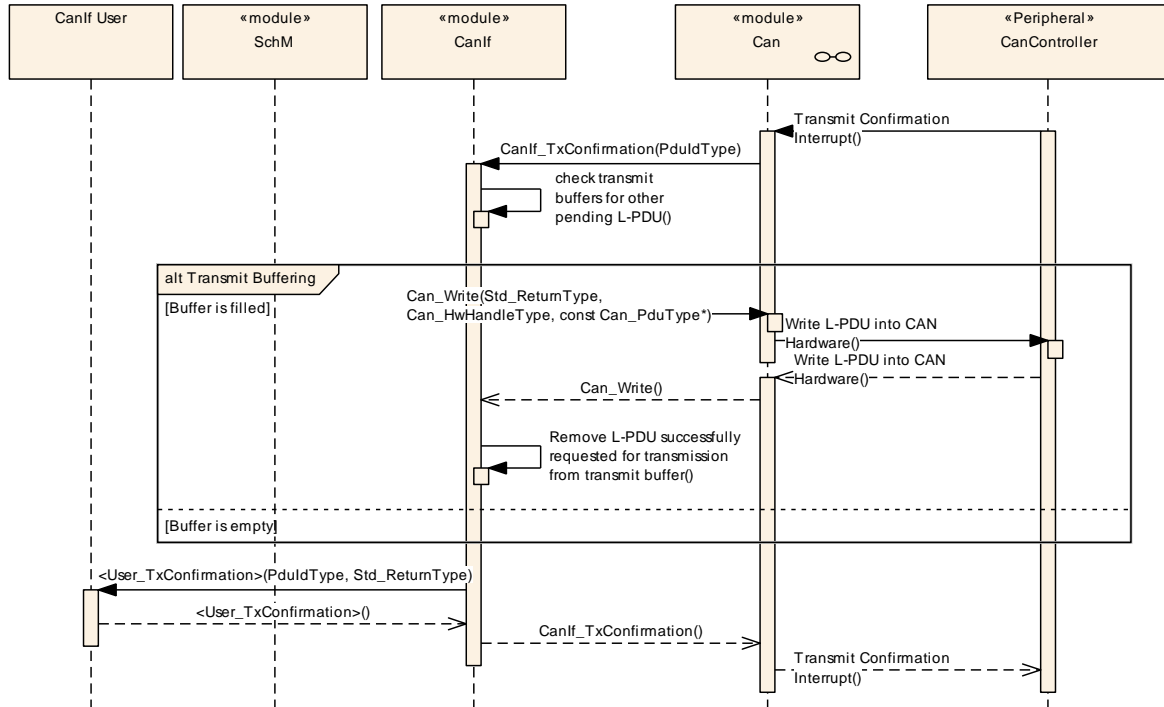 CanIf User
«module»
SchM
«module»
CanIf
«module»
Can
«Peripheral»
CanController
Transmit Confirmation
Interrupt()
CanIf_TxConfirmation(PduIdType)
check transmit
buffers for other
pending L-PDU()
alt Transmit Buffering
[Buffer is filled]
Can_Write(Std_ReturnType,
Can_HwHandleType, const Can_PduType*)
Write L-PDU into CAN
Hardware()
Write L-PDU into CAN
Hardware()
Can_Write()
Remove L-PDU successfully
requested for transmission
from transmit buffer()
[Buffer is empty]
<User_TxConfirmation>(PduIdType, Std_ReturnType)
<User_TxConfirmation>()
CanIf_TxConfirmation()
Transmit Confirmation
Interrupt()